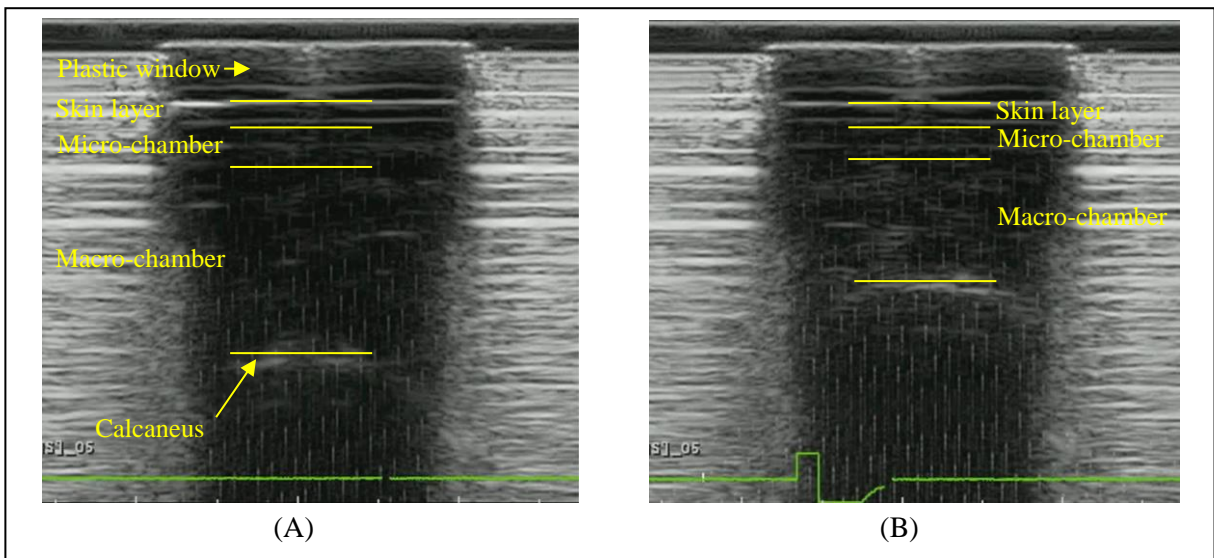 Plastic window
Skin layer
Micro-chamber
Macro-chamber
Calcaneus
(A)
Skin layer
Micro-chamber
Macro-chamber
(B)